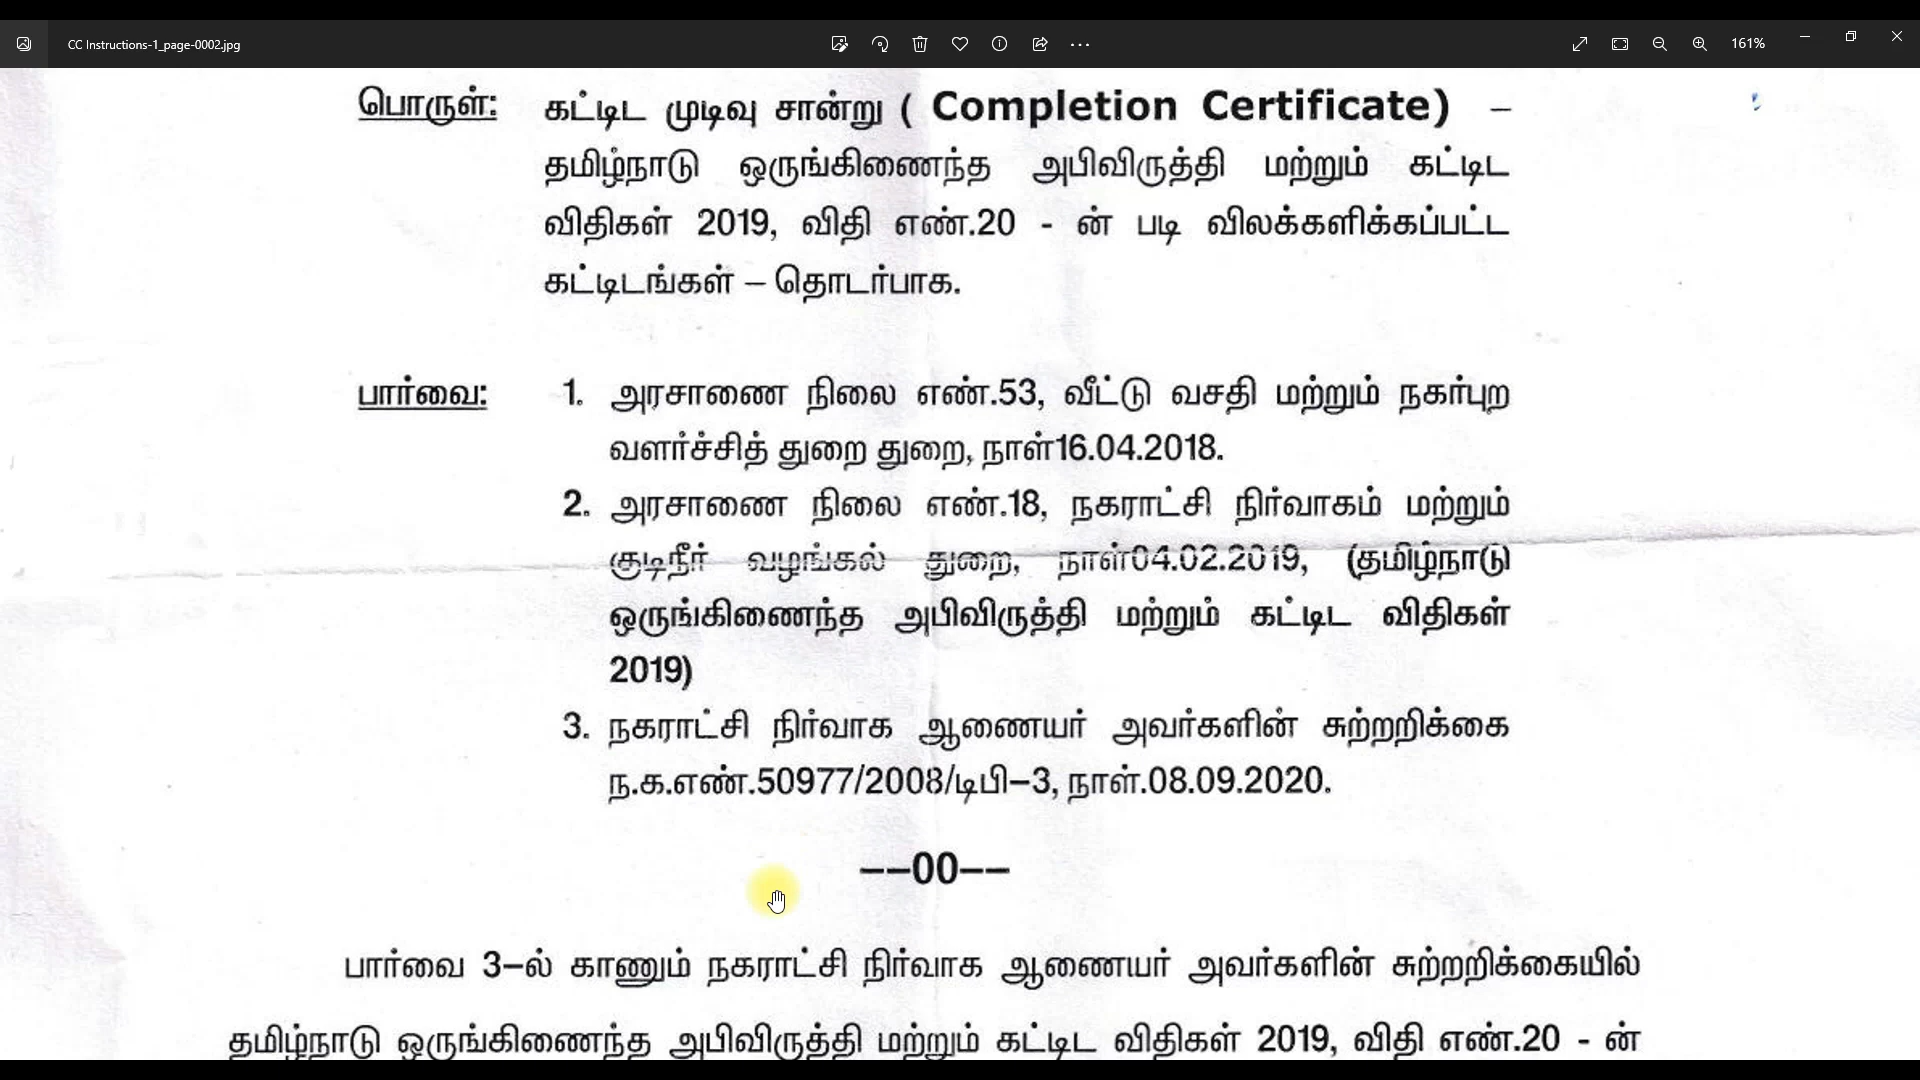 CC Instructions-1_page-0002.jpg
161%
பொருள்: கட்டிட முடிவு சான்று ( Completion Certificate) –
தமிழ்நாடு ஒருங்கிணைந்த அபிவிருத்தி மற்றும் கட்டிட
விதிகள் 2019, விதி எண்.20 - ன் படி விலக்களிக்கப்பட்ட
கட்டிடங்கள் – தொடர்பாக.
பார்வை: 1. அரசாணை நிலை எண்.53, வீட்டு வசதி மற்றும் நகர்புற
வளர்ச்சித் துறை துறை, நாள்16.04.2018.
2. அரசாணை நிலை எண்.18, நகராட்சி நிர்வாகம் மற்றும்
குடிநீர் வழங்கல் துறை, நாள்04.02.2019, (தமிழ்நாடு
ஒருங்கிணைந்த அபிவிருத்தி மற்றும் கட்டிட விதிகள்
2019)
3. நகராட்சி நிர்வாக ஆணையர் அவர்களின் சுற்றறிக்கை
ந.க.எண்.50977/2008/டிபி–3, நாள்.08.09.2020.
––00––
பார்வை 3–ல் காணும் நகராட்சி நிர்வாக ஆணையர் அவர்களின் சுற்றறிக்கையில்
தமிழ்நாடு ஒருங்கிணைந்த அபிவிருத்தி மற்றும் கட்டிட விதிகள் 2019, விதி எண்.20 - ன்